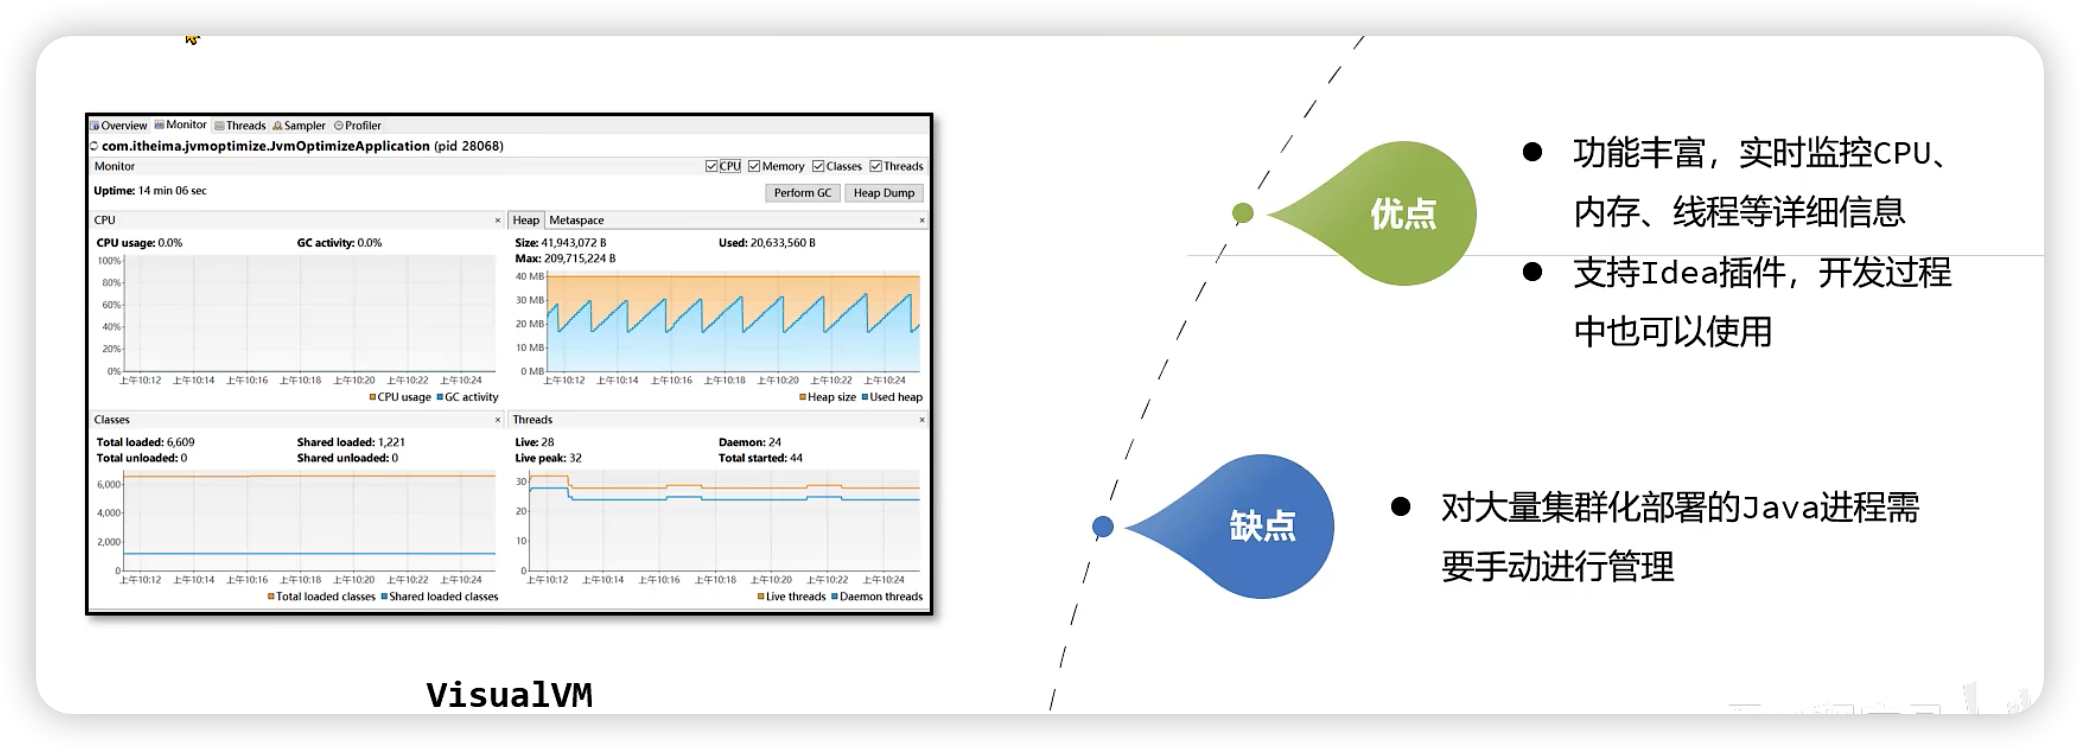 Overview Monitor Threads Sampler Profiler
com.itheima.jvmoptimize.JvmOptimizeApplication (pid 28068)
Monitor CPU Memory Classes Threads
Uptime: 14 min 06 sec Perform GC Heap Dump
CPU ×
CPU usage: 0.0% GC activity: 0.0%
100%
80%
60%
40%
20%
0%
上午10:12 上午10:14 上午10:16 上午10:18 上午10:20 上午10:22 上午10:24
CPU usage GC activity
Heap Metaspace ×
Size: 41,943,072 B Used: 20,633,560 B
Max: 209,715,224 B
40 MB
30 MB
20 MB
10 MB
0 MB
上午10:12 上午10:14 上午10:16 上午10:18 上午10:20 上午10:22 上午10:24
Heap size Used heap
Classes ×
Total loaded: 6,609 Shared loaded: 1,221
Total unloaded: 0 Shared unloaded: 0
6,000
4,000
2,000
0
上午10:12 上午10:14 上午10:16 上午10:18 上午10:20 上午10:22 上午10:24
Total loaded classes Shared loaded classes
Threads ×
Live: 28 Daemon: 24
Live peak: 32 Total started: 44
30
20
10
0
上午10:12 上午10:14 上午10:16 上午10:18 上午10:20 上午10:22 上午10:24
Live threads Daemon threads
VisualVM
优点
● 功能丰富，实时监控CPU、
内存、线程等详细信息
● 支持Idea插件，开发过程
中也可以使用
缺点
● 对大量集群化部署的Java进程需
要手动进行管理